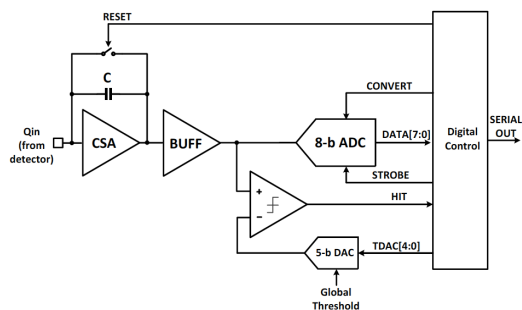 RESET
C
CONVERT
Qin
(from
detector)
CSA
BUFF
8-b ADC
DATA[7:0]
Digital
Control
SERIAL
OUT
STROBE
+
HIT
−
5-b DAC
TDAC[4:0]
Global
Threshold